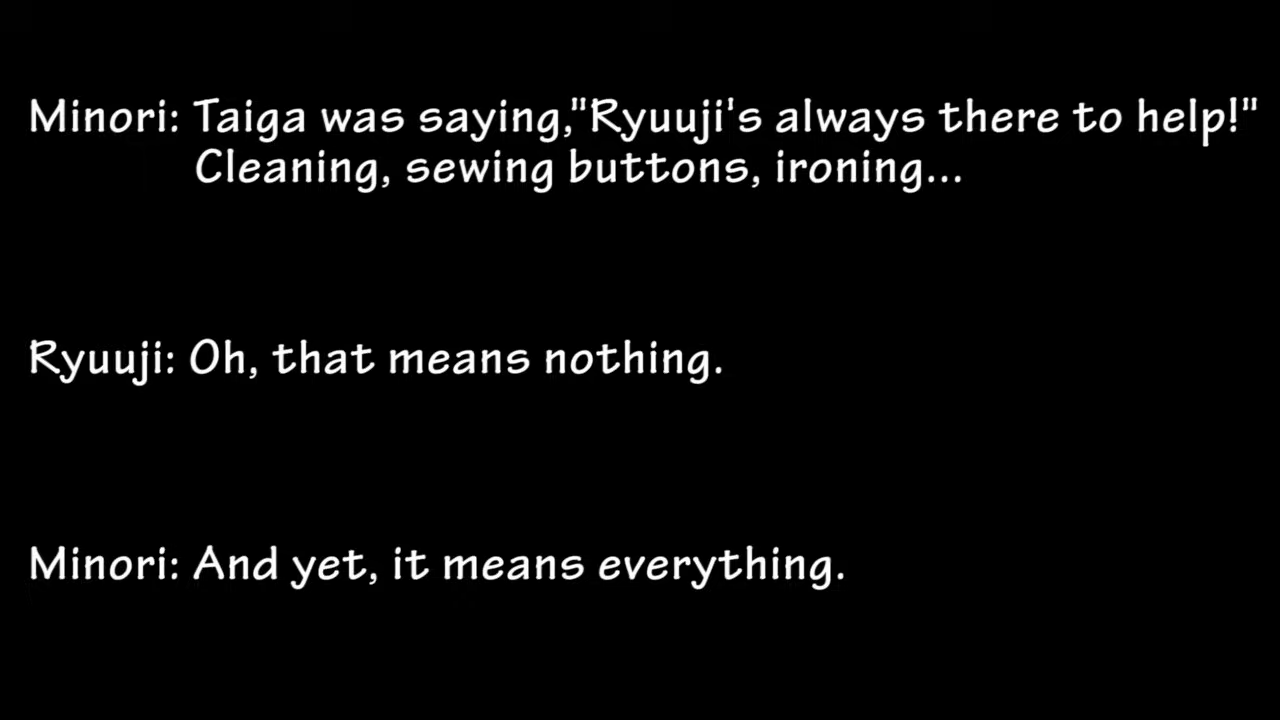 Minori: Taiga was saying,"Ryuuji's always there to help!"
Cleaning, sewing buttons, ironing...
Ryuuji: Oh, that means nothing.
Minori: And yet, it means everything.